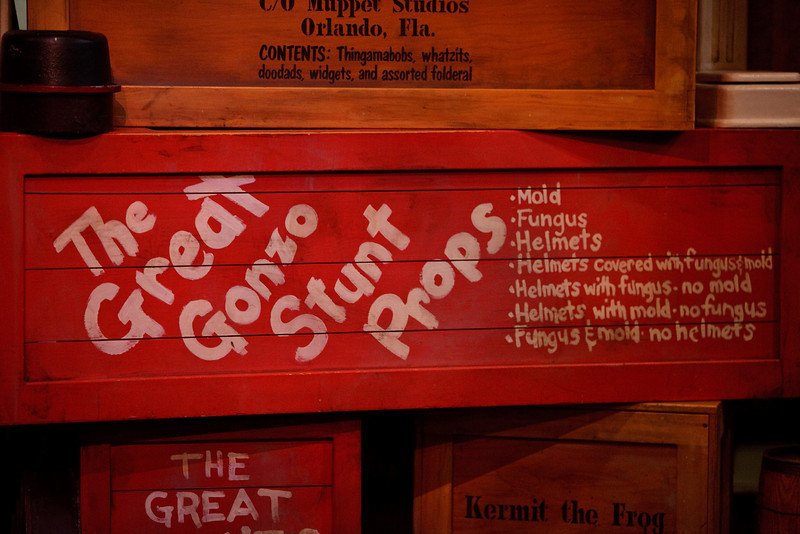 C/O Muppet Studios
Orlando, Fla.
CONTENTS: Thingamabobs, whatzits,
doodads, widgets, and assorted folderal
The
Great
Gonzo
Stunt
Props
·Mold
·Fungus
·Helmets
·Helmets covered with fungus & mold
·Helmets with fungus - no mold
·Helmets with mold - no fungus
·Fungus & mold - no helmets
THE
GREAT
Kermit the Frog